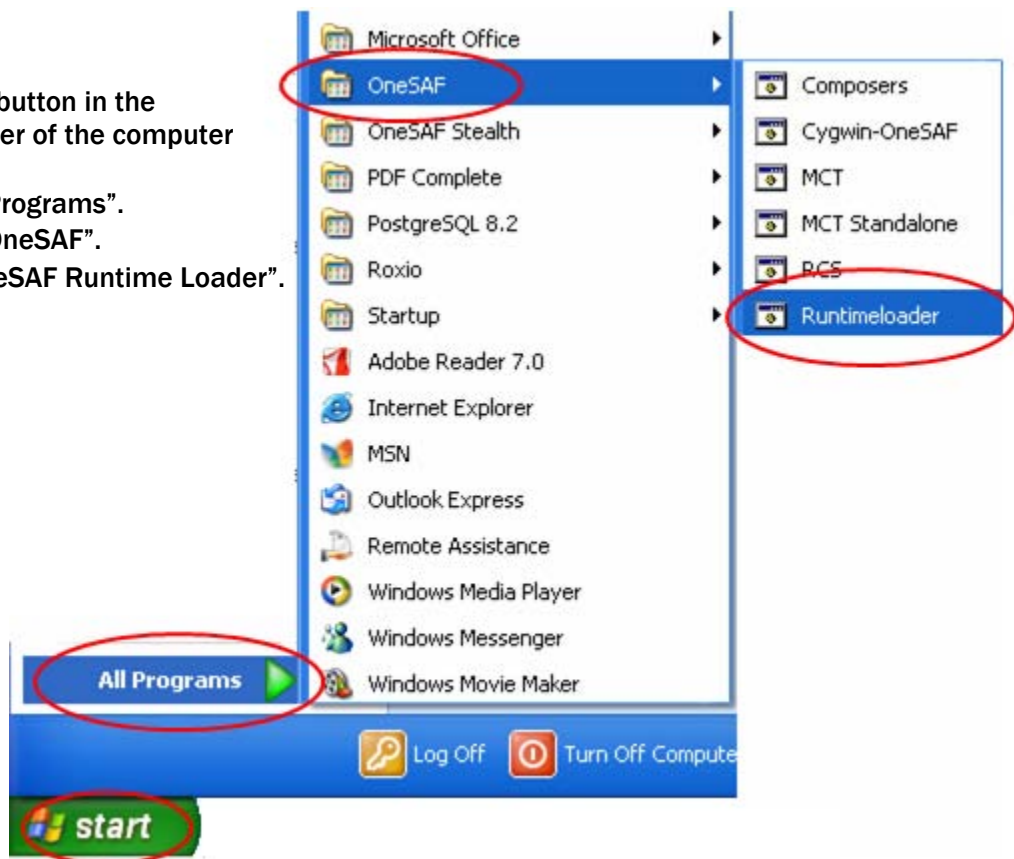 button in the
er of the computer
rograms”.
neSAF”.
eSAF Runtime Loader”.
Microsoft Office
OneSAF
OneSAF Stealth
PDF Complete
PostgreSQL 8.2
Roxio
Startup
Adobe Reader 7.0
Internet Explorer
MSN
Outlook Express
Remote Assistance
Windows Media Player
Windows Messenger
Windows Movie Maker
Composers
Cygwin-OneSAF
MCT
MCT Standalone
RCS
Runtimeloader
All Programs
Log Off
Turn Off Compute
start